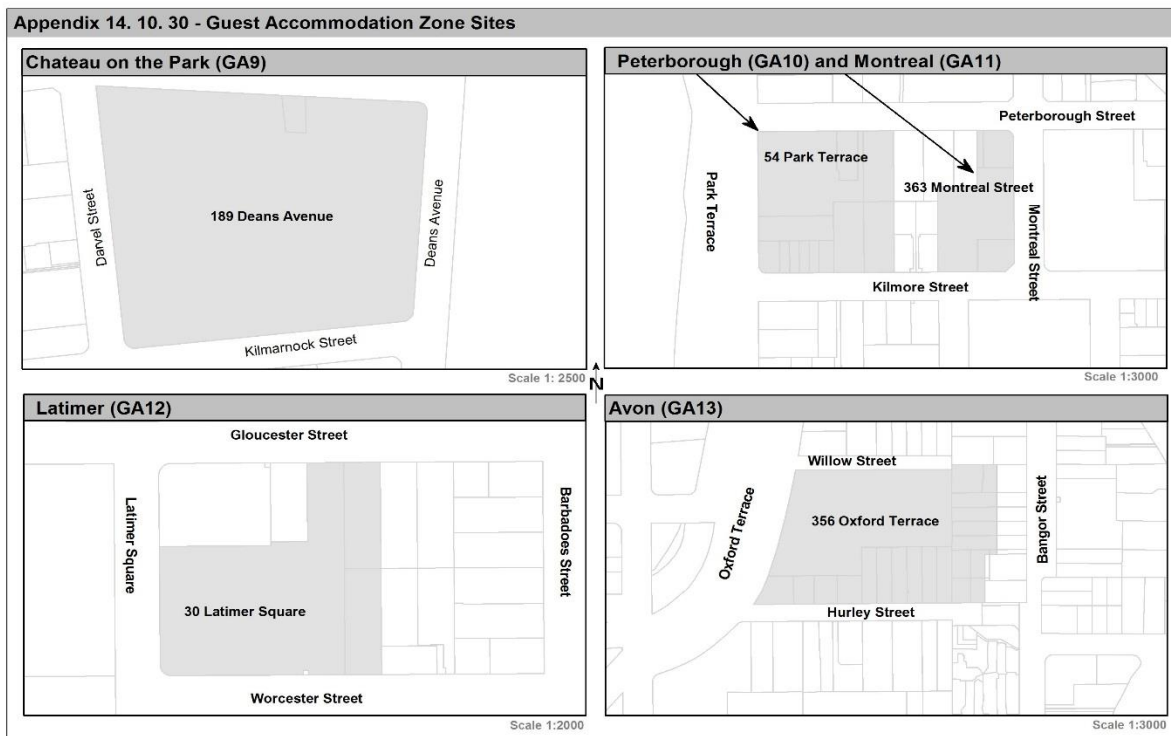 Appendix 14. 10. 30 - Guest Accommodation Zone Sites
Chateau on the Park (GA9)
Darvel Street
189 Deans Avenue
Deans Avenue
Kilmarnock Street
Scale 1: 2500
Peterborough (GA10) and Montreal (GA11)
Peterborough Street
54 Park Terrace
363 Montreal Street
Park Terrace
Montreal Street
Kilmore Street
Scale 1:3000
N
Latimer (GA12)
Gloucester Street
Latimer Square
Barbadoes Street
30 Latimer Square
Worcester Street
Scale 1:2000
Avon (GA13)
Willow Street
Oxford Terrace
356 Oxford Terrace
Bangor Street
Hurley Street
Scale 1:3000